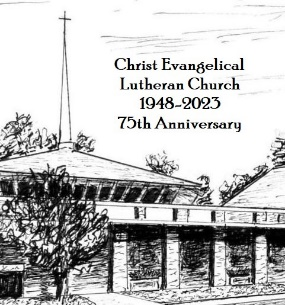 Christ Evangelical
Lutheran Church
1948-2023
75th Anniversary